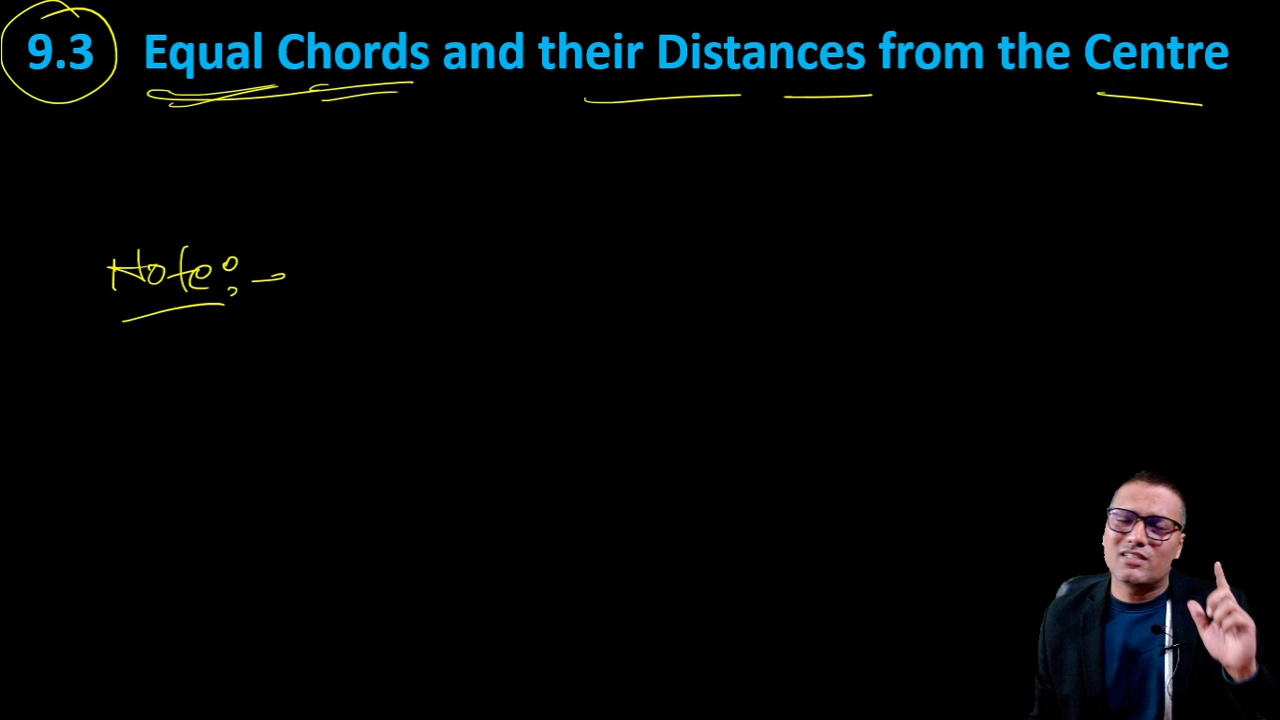 9.3 Equal Chords and their Distances from the Centre
Note:-